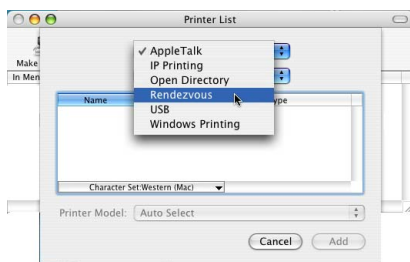 Printer List
✓ AppleTalk
IP Printing
Make
Open Directory
In Men
Rendezvous
Name
ype
USB
Windows Printing
Character Set:Western (Mac)
Printer Model: Auto Select
Cancel Add